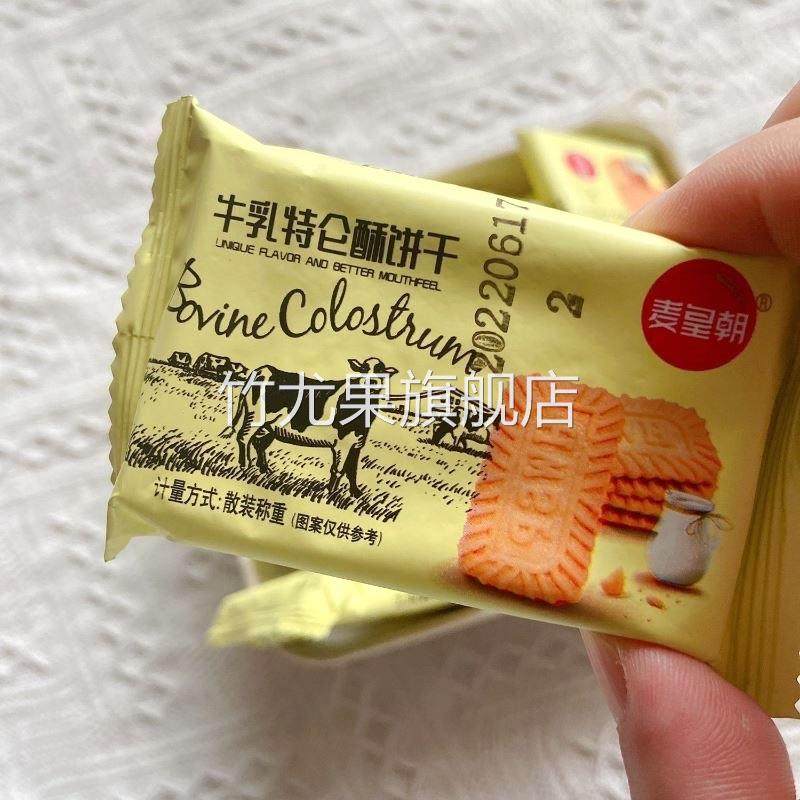 牛乳特仑酥饼干
UNIQUE FLAVOR AND BETTER MOUTHFEEL
Bovine Colostrum
20220617
2
麦皇朝®
竹尤果旗舰店
计量方式:散装称重 (图案仅供参考)